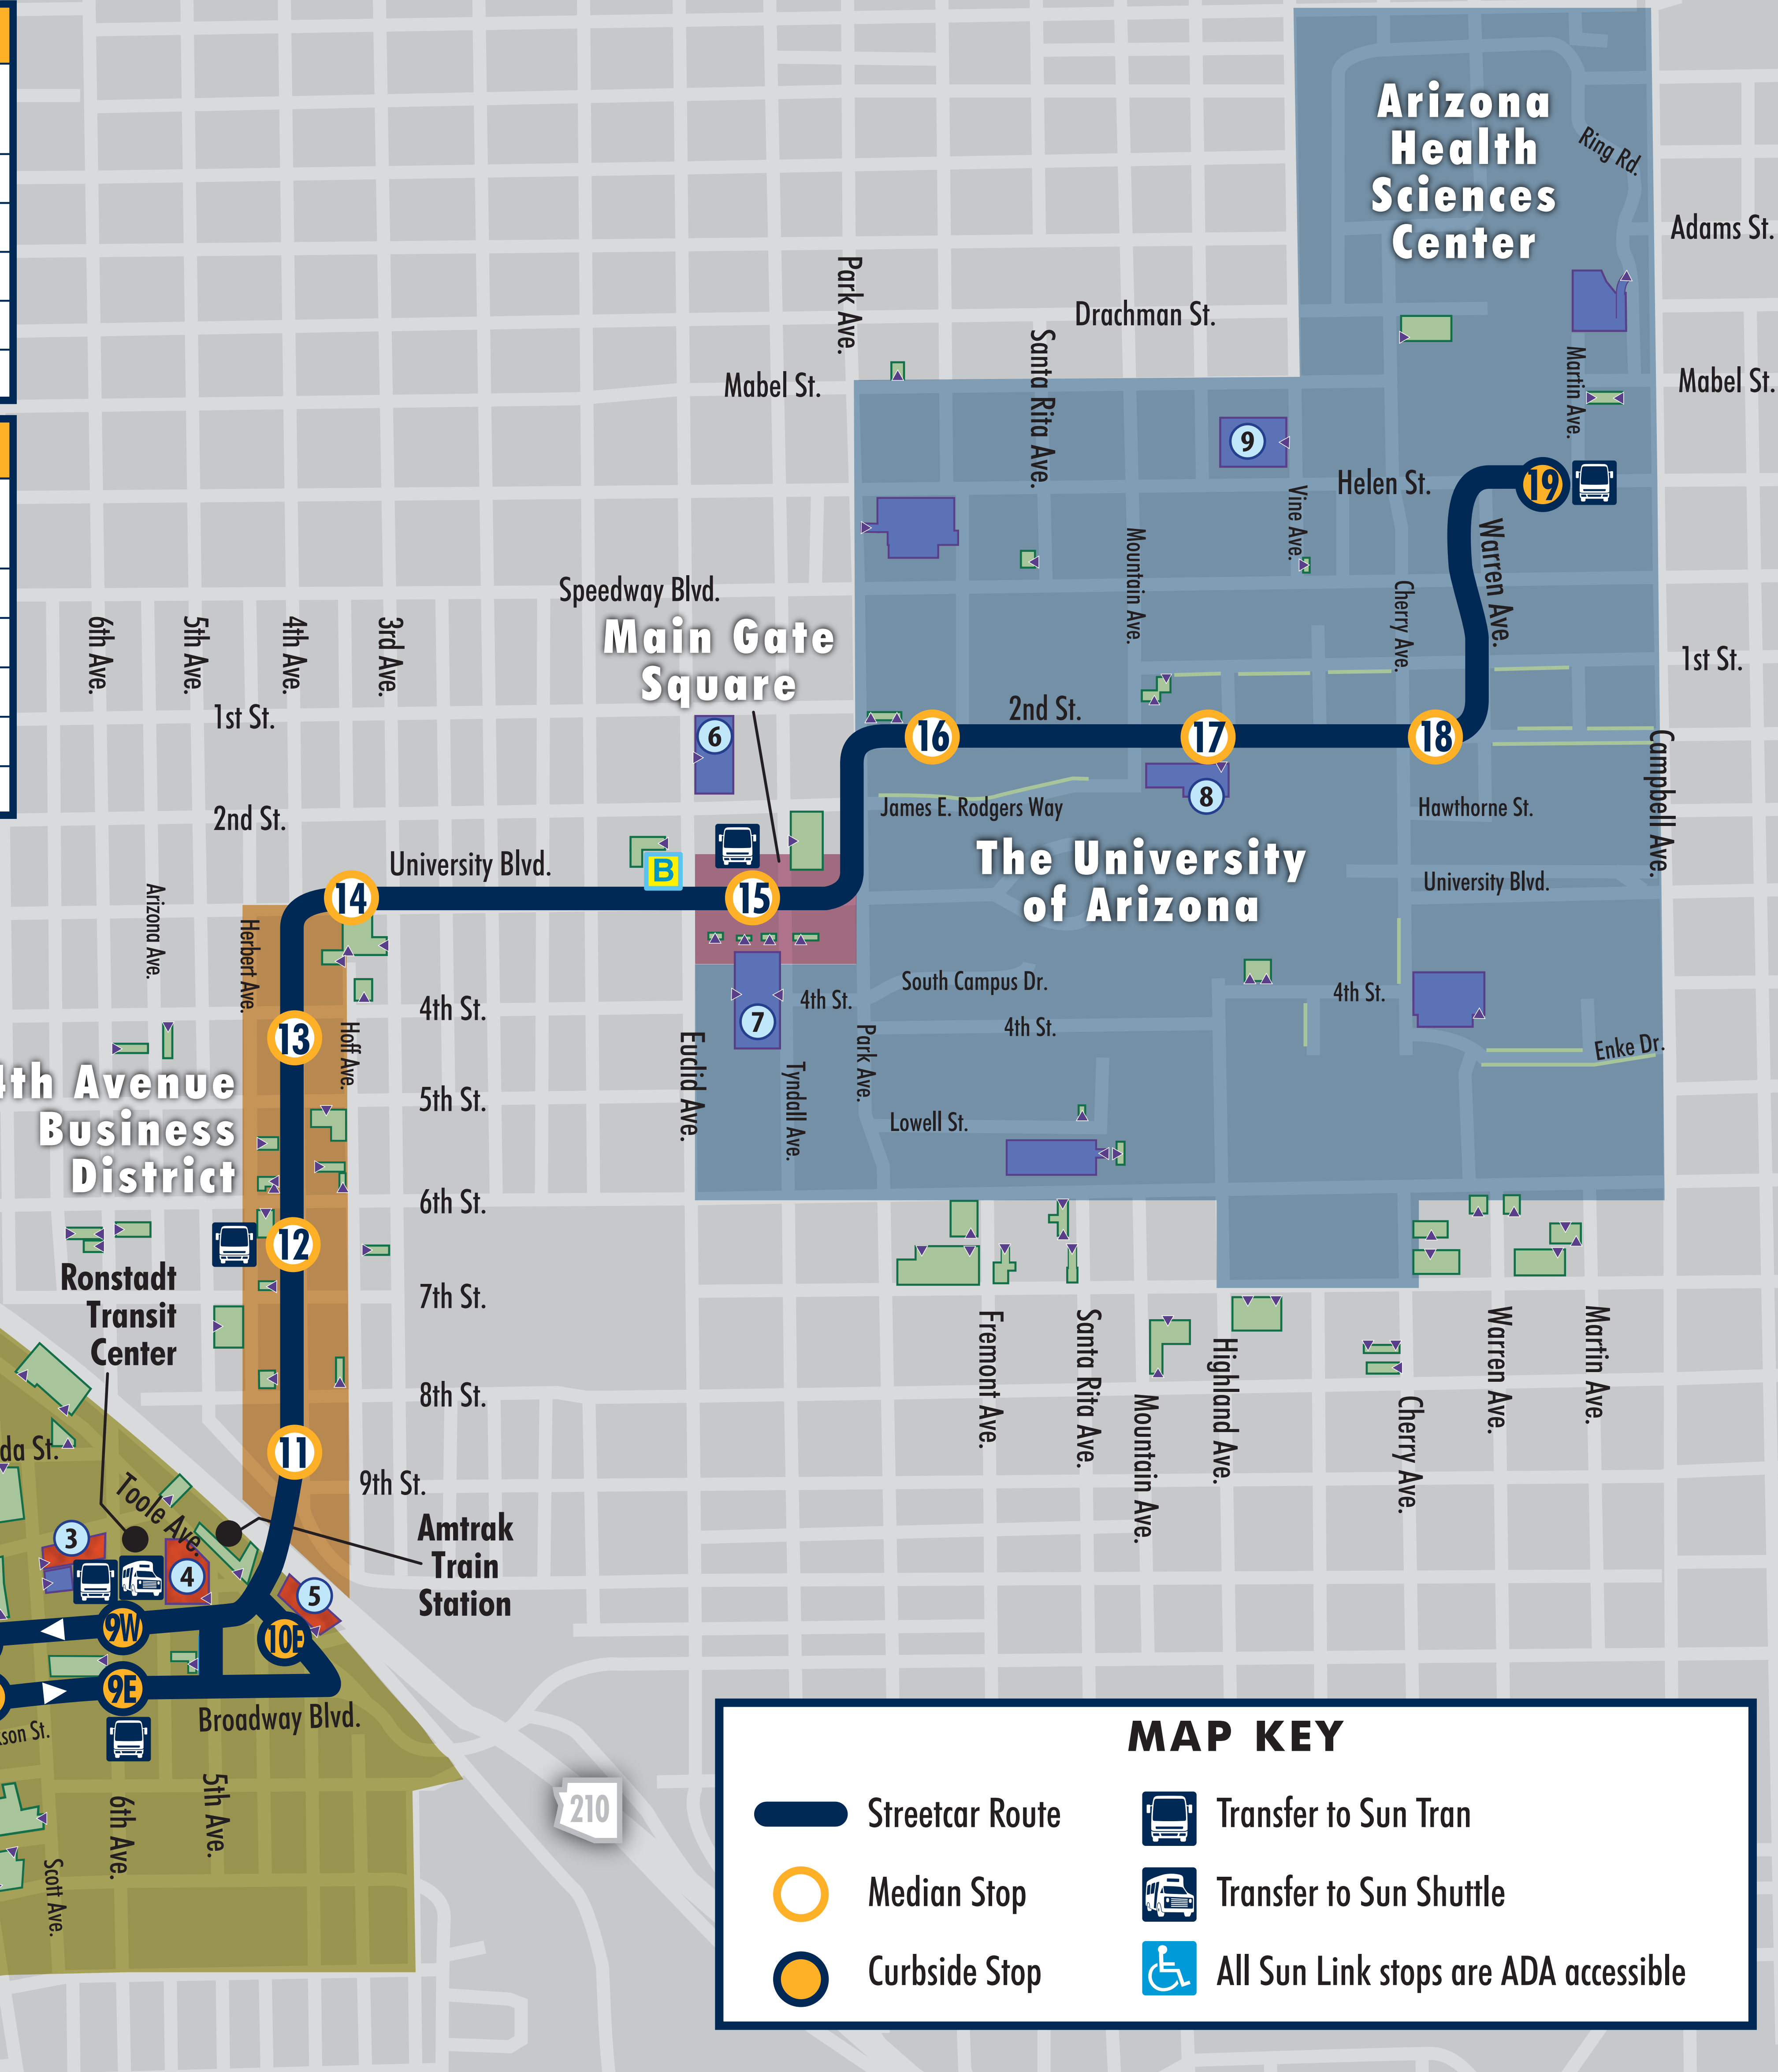 Arizona
Health
Sciences
Center
Ring Rd.
Adams St.
Park Ave.
Drachman St.
Santa Rita Ave.
Mabel St.
Martin Ave.
Mabel St.
9
Helen St.
19
Vine Ave.
Warren Ave.
Mountain Ave.
Cherry Ave.
Speedway Blvd.
Main Gate
Square
6th Ave.
5th Ave.
4th Ave.
3rd Ave.
1st St.
1st St.
2nd St.
6
16
17
18
Campbell Ave.
8
James E. Rodgers Way
Hawthorne St.
2nd St.
The University
of Arizona
University Blvd.
B
University Blvd.
14
15
Arizona Ave.
Herbert Ave.
South Campus Dr.
4th St.
4th St.
4th St.
4th St.
7
13
Hoff Ave.
Euclid Ave.
Tyndall Ave.
Park Ave.
Enke Dr.
4th Avenue
Business
District
5th St.
Lowell St.
6th St.
12
Ronstadt
Transit
Center
7th St.
Fremont Ave.
Santa Rita Ave.
Mountain Ave.
Highland Ave.
Cherry Ave.
Warren Ave.
Martin Ave.
8th St.
da St.
11
9th St.
Toole Ave.
Amtrak
Train
Station
3
4
5
9W
10E
9E
Broadway Blvd.
son St.
6th Ave.
5th Ave.
Scott Ave.
210
MAP KEY
Streetcar Route
Transfer to Sun Tran
Median Stop
Transfer to Sun Shuttle
Curbside Stop
All Sun Link stops are ADA accessible